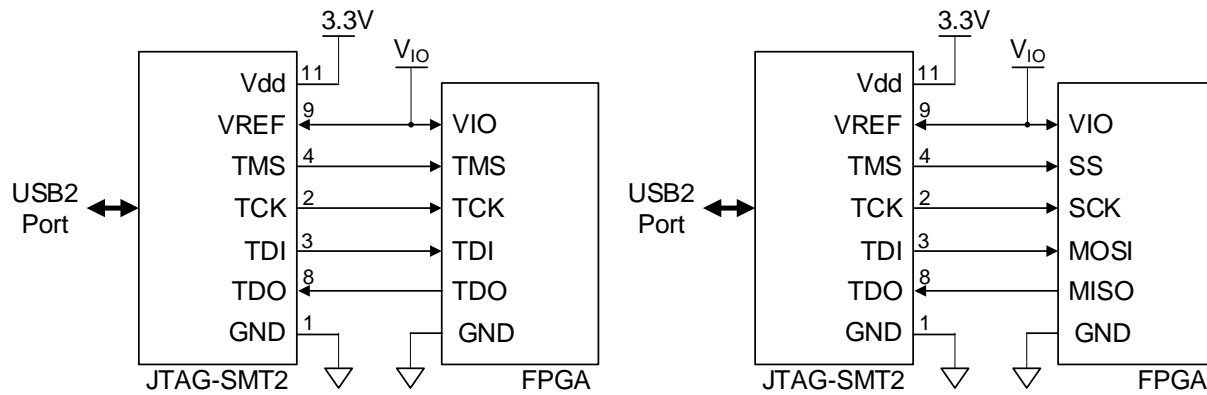 3.3V
VIO
Vdd 11
VREF 9 VIO
TMS 4 TMS
USB2
Port
TCK 2 TCK
TDI 3 TDI
TDO 8 TDO
GND 1 GND
JTAG-SMT2 FPGA
3.3V
VIO
Vdd 11
VREF 9 VIO
TMS 4 SS
USB2
Port
TCK 2 SCK
TDI 3 MOSI
TDO 8 MISO
GND 1 GND
JTAG-SMT2 FPGA